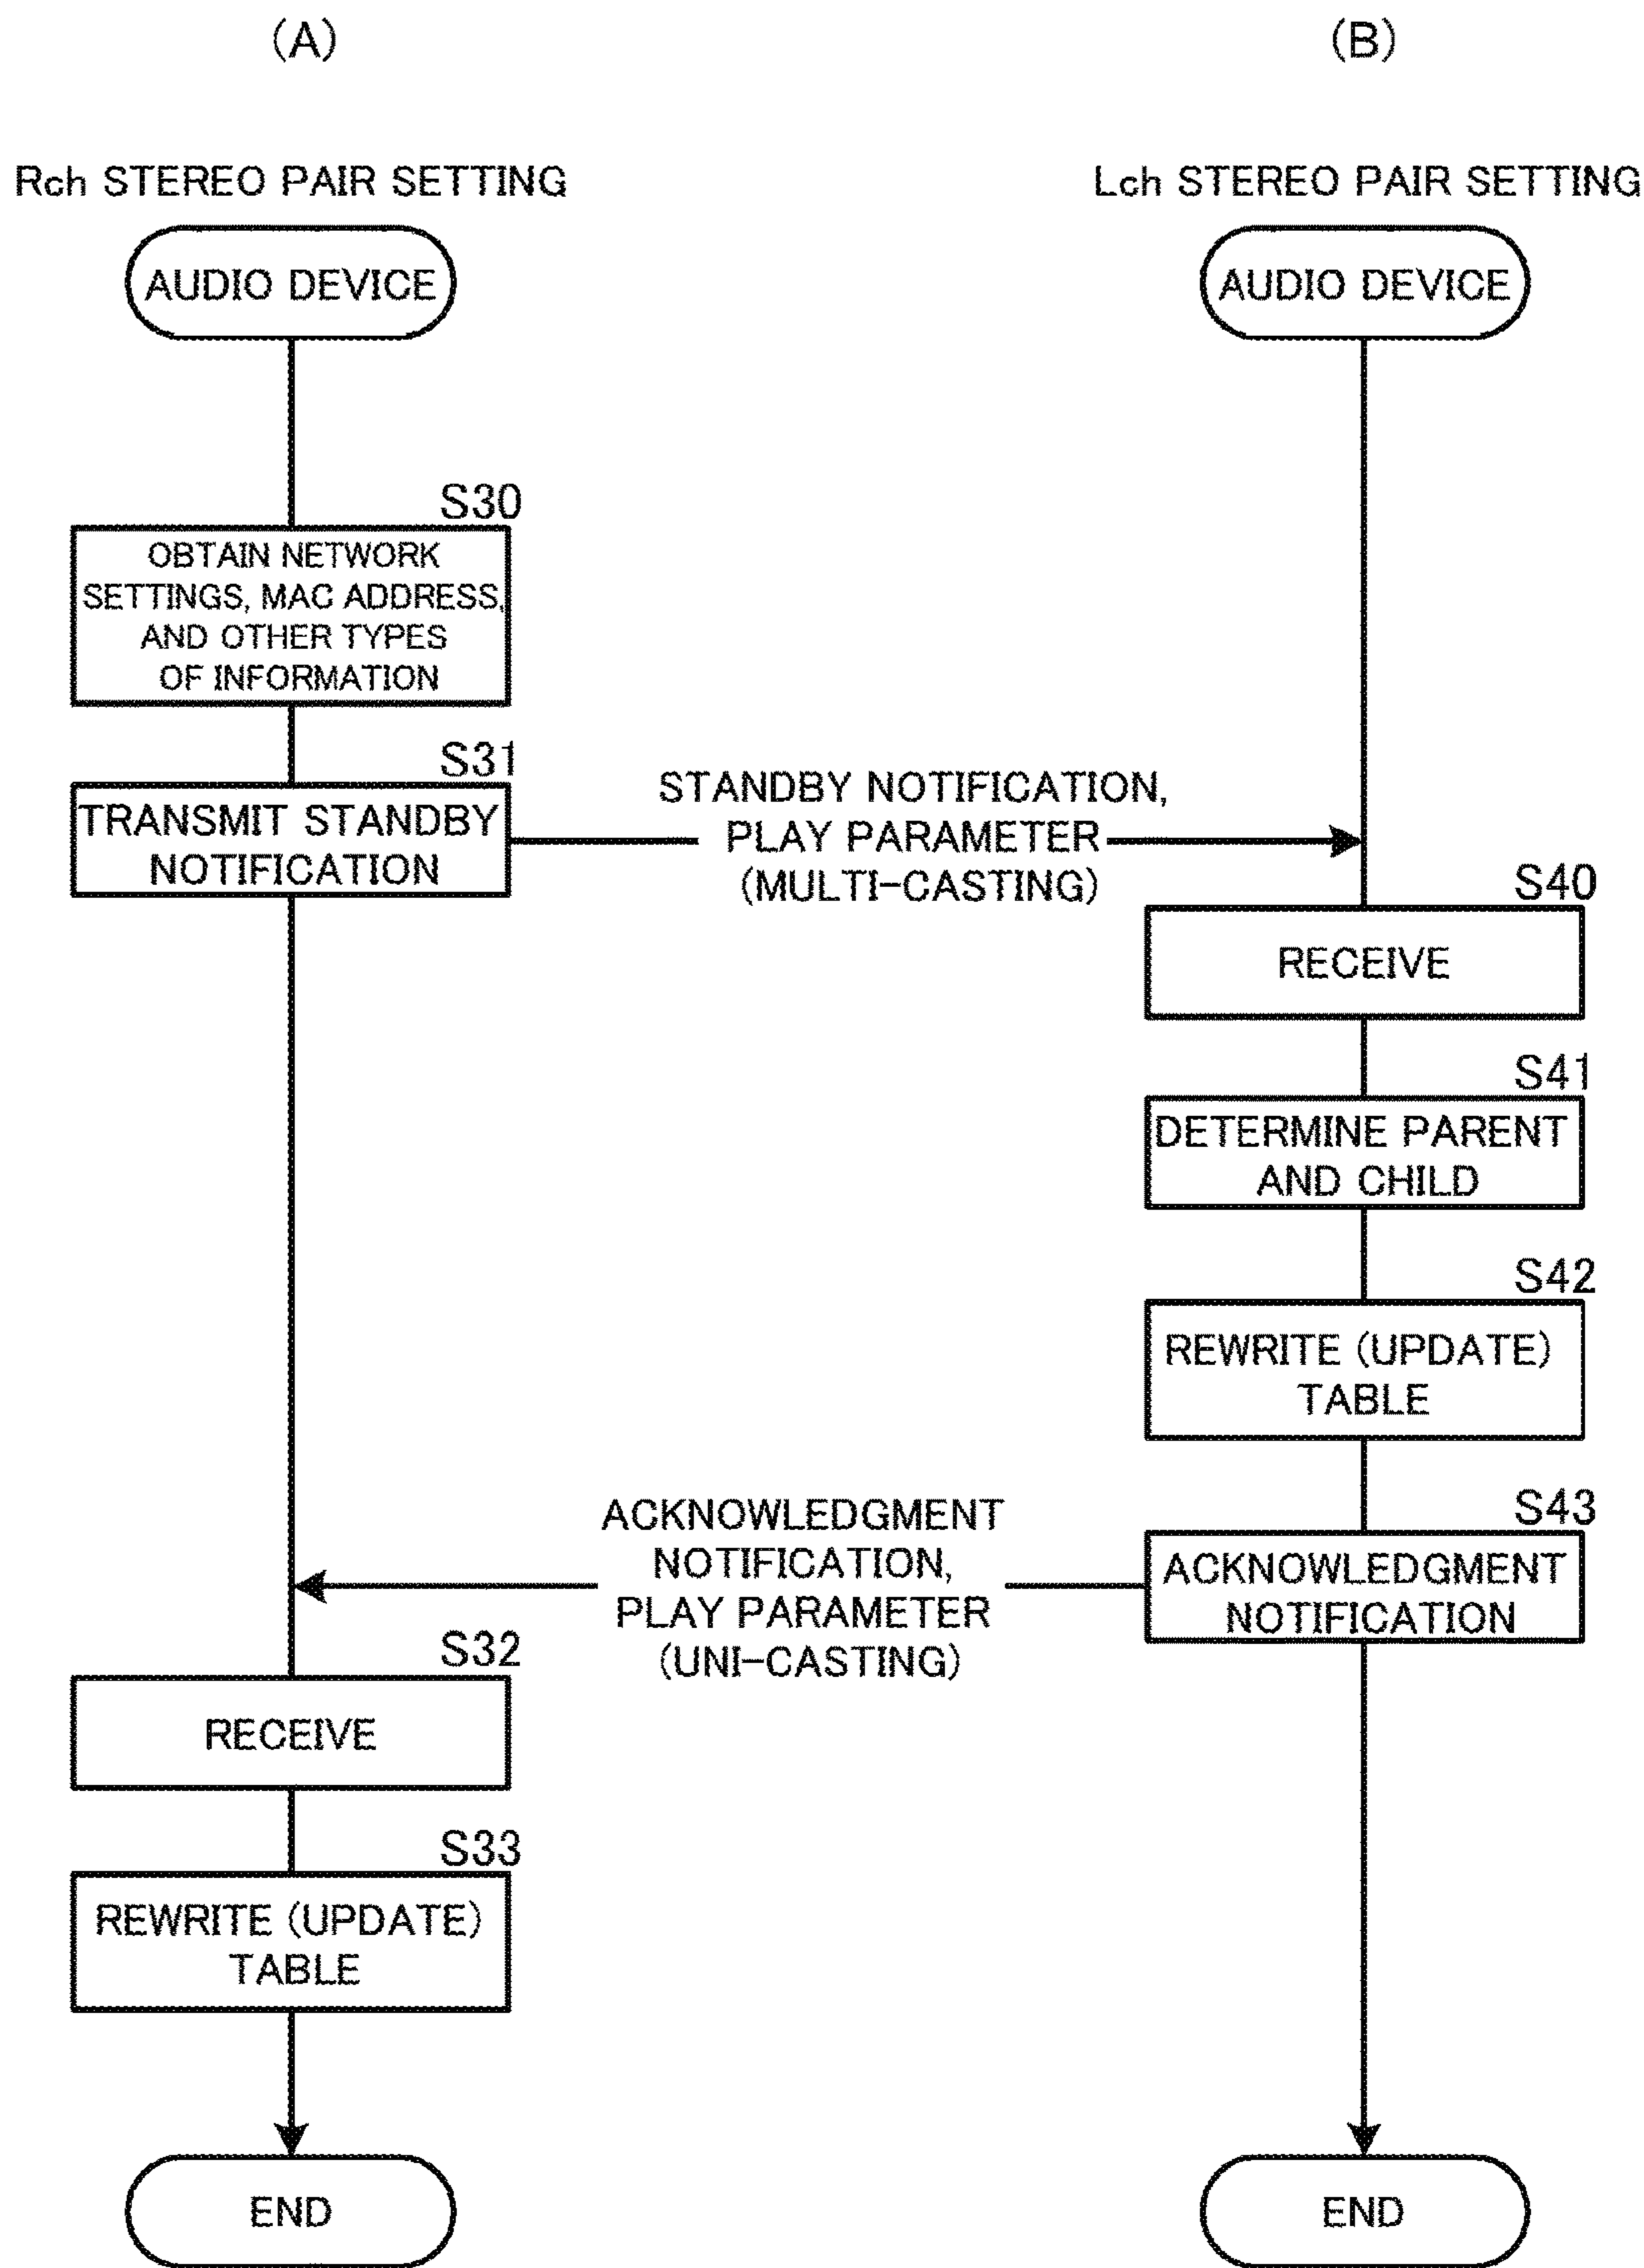 (A)
(B)
Rch STEREO PAIR SETTING
Lch STEREO PAIR SETTING
AUDIO DEVICE
AUDIO DEVICE
S30
OBTAIN NETWORK
SETTINGS, MAC ADDRESS,
AND OTHER TYPES
OF INFORMATION
S31
TRANSMIT STANDBY
NOTIFICATION
STANDBY NOTIFICATION,
PLAY PARAMETER
(MULTI-CASTING)
S40
RECEIVE
S41
DETERMINE PARENT
AND CHILD
S42
REWRITE (UPDATE)
TABLE
S43
ACKNOWLEDGMENT
NOTIFICATION
ACKNOWLEDGMENT
NOTIFICATION,
PLAY PARAMETER
(UNI-CASTING)
S32
RECEIVE
S33
REWRITE (UPDATE)
TABLE
END
END